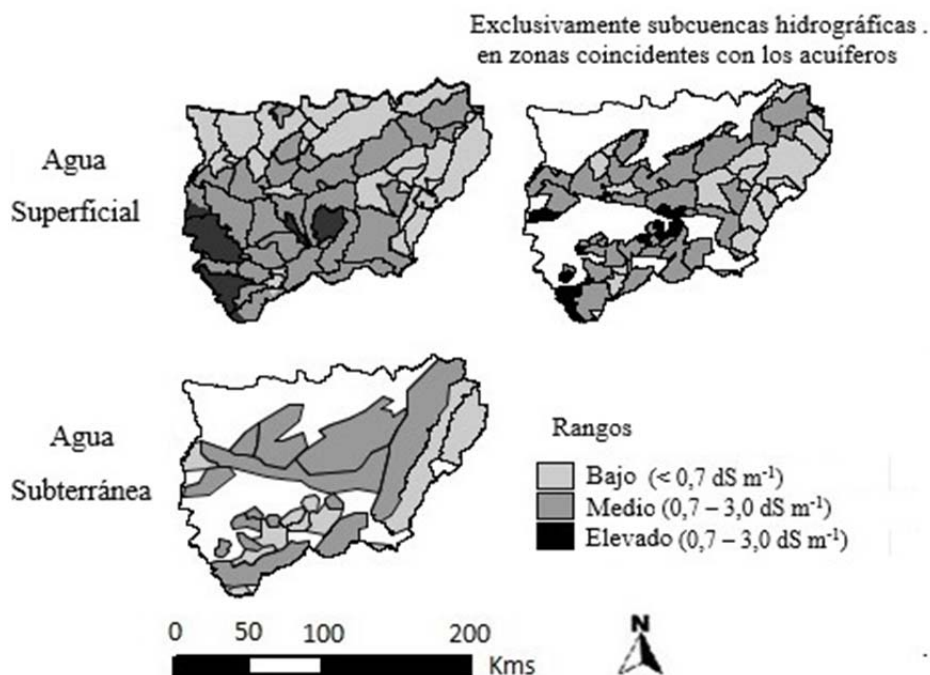 Exclusivamente subcuencas hidrográficas .
en zonas coincidentes con los acuíferos
Agua
Superficial
Agua
Subterránea
Rangos
Bajo (< 0,7 dS m⁻¹)
Medio (0,7 – 3,0 dS m⁻¹)
Elevado (0,7 – 3,0 dS m⁻¹)
0 50 100 200
Kms
N